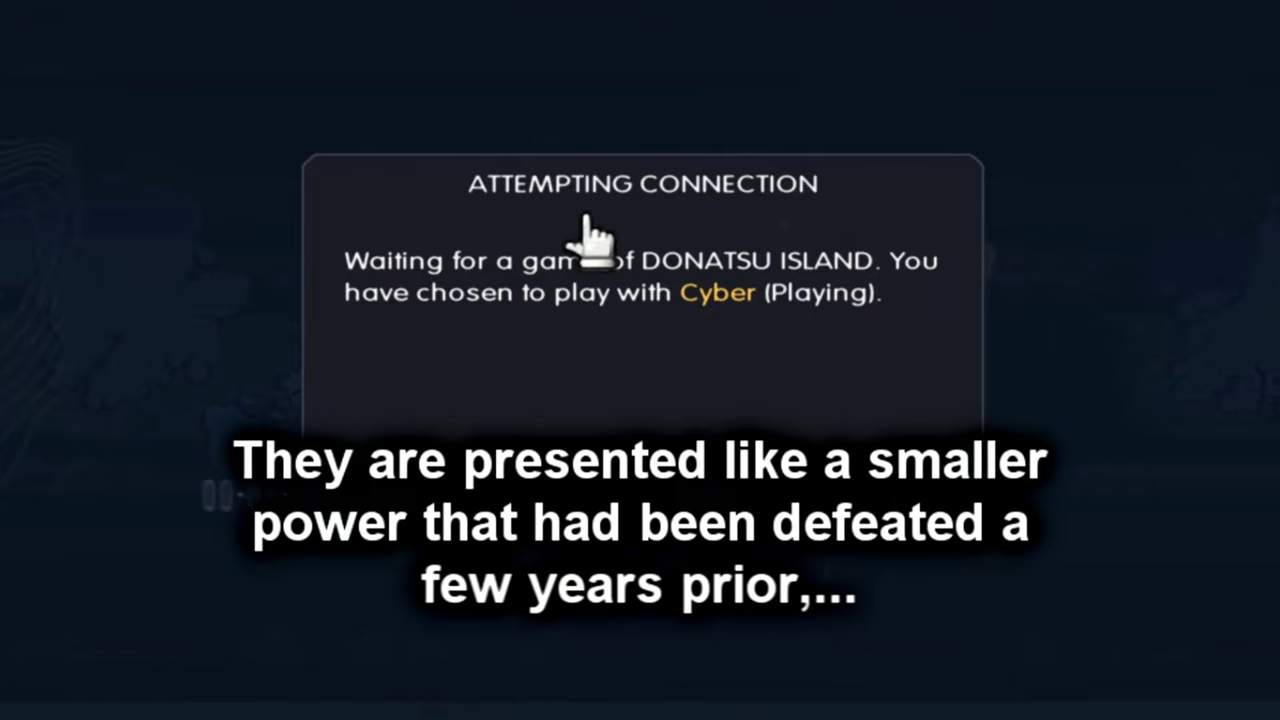 ATTEMPTING CONNECTION
Waiting for a gam of DONATSU ISLAND. You
have chosen to play with Cyber (Playing).
They are presented like a smaller
power that had been defeated a
few years prior,...